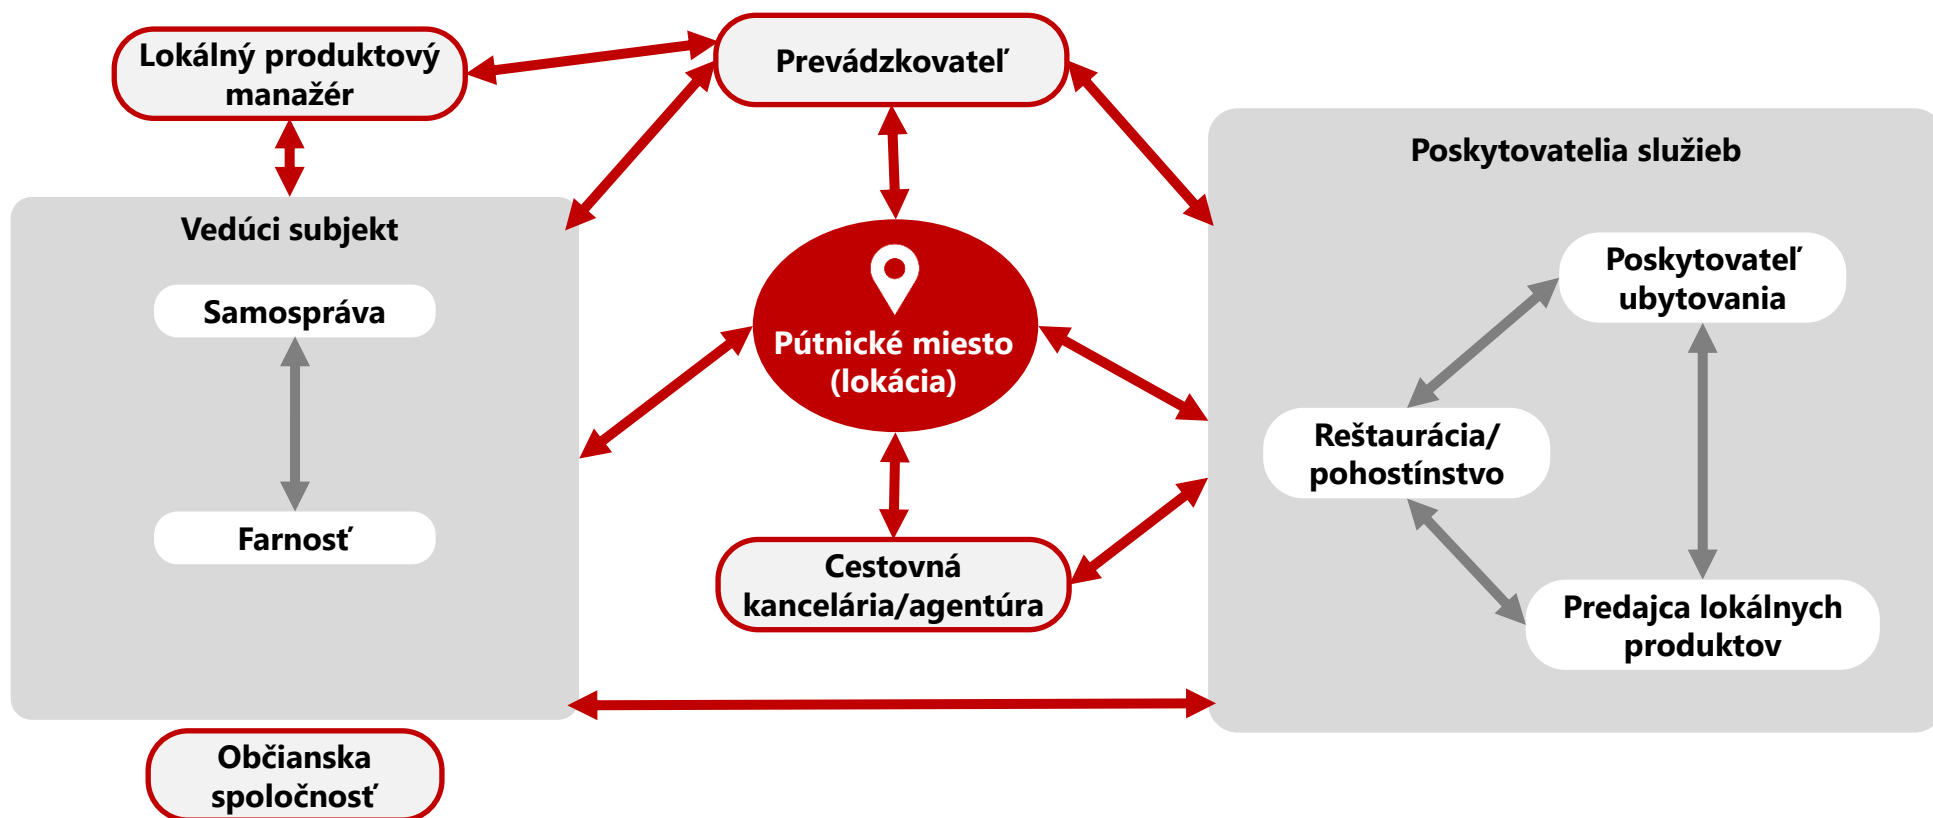 Lokálný produktový
manažér
Prevádzkovateľ
Poskytovatelia služieb
Vedúci subjekt
Samospráva
Farnosť
Pútnické miesto
(lokácia)
Poskytovateľ
ubytovania
Reštaurácia/
pohostínstvo
Predajca lokálnych
produktov
Cestovná
kancelária/agentúra
Občianska
spoločnosť